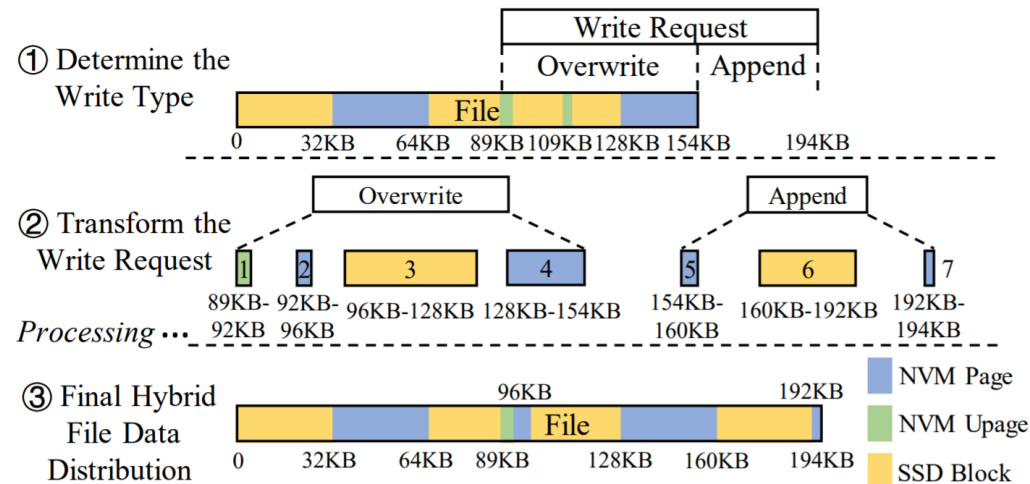 Write Request
① Determine the
Write Type
Overwrite
Append
File
0
32KB
64KB
89KB
109KB
128KB
154KB
194KB
② Transform the
Write Request
Overwrite
Append
1
2
3
4
5
6
7
89KB-
92KB
92KB-
96KB
96KB-128KB
128KB-154KB
154KB-
160KB
160KB-192KB
192KB-
194KB
Processing ···
③ Final Hybrid
File Data
Distribution
96KB
192KB
File
0
32KB
64KB
89KB
128KB
160KB
194KB
NVM Page
NVM Upage
SSD Block